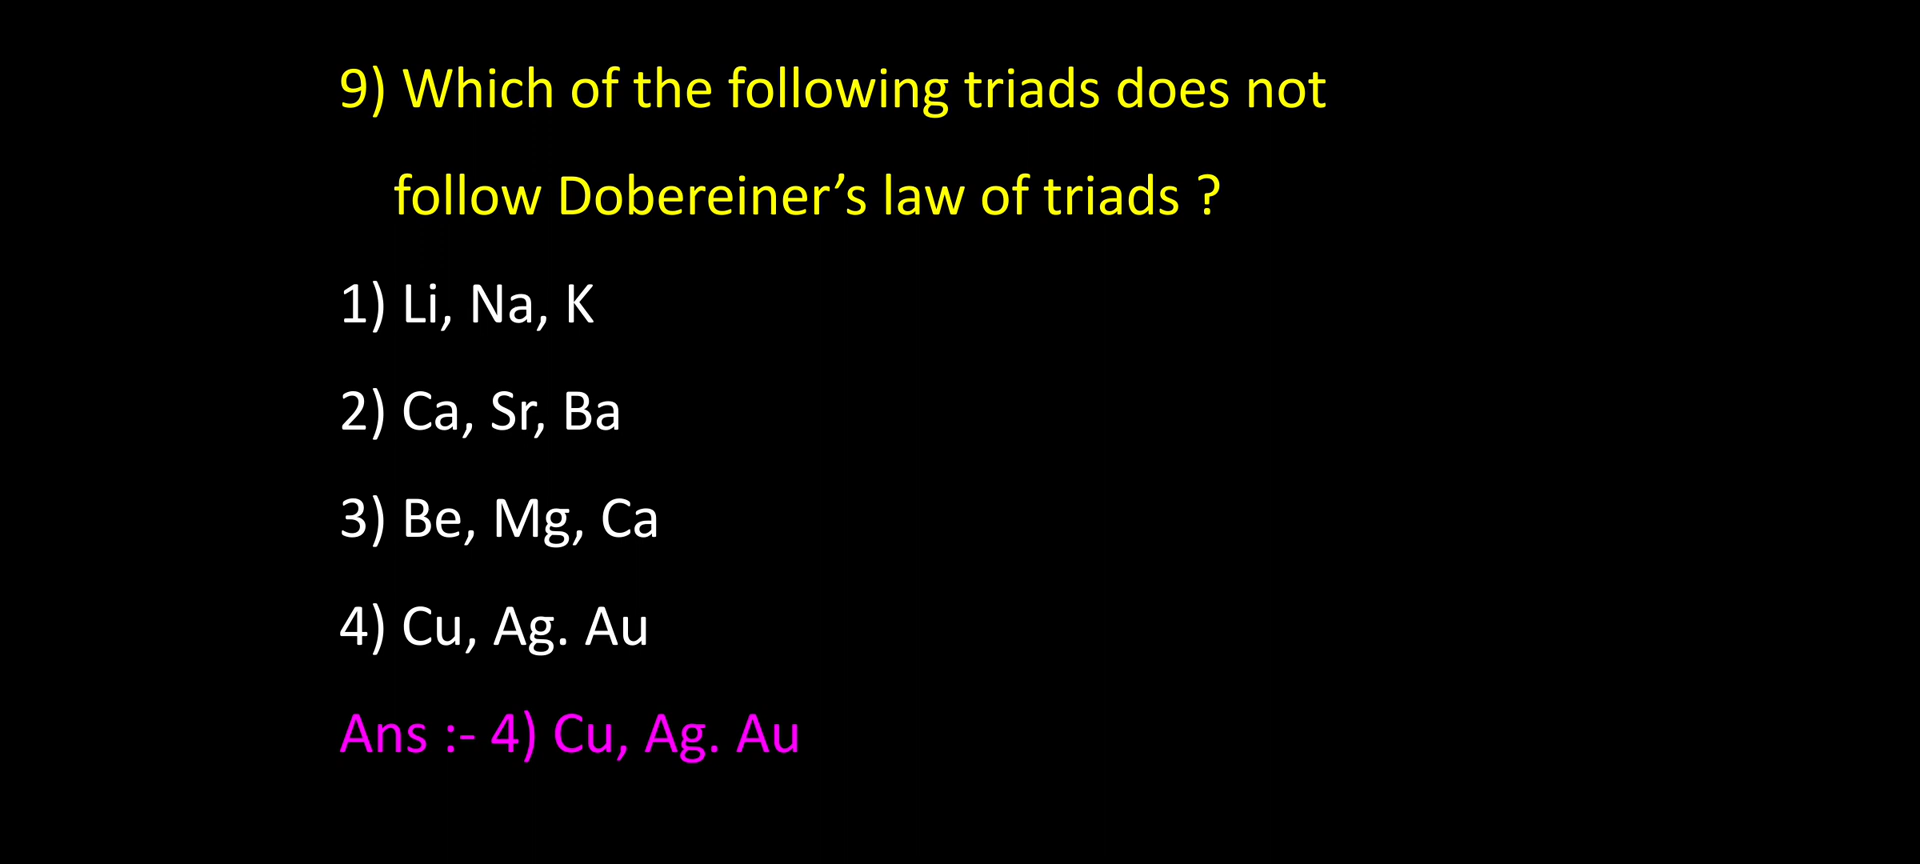 9) Which of the following triads does not
follow Dobereiner’s law of triads ?
1) Li, Na, K
2) Ca, Sr, Ba
3) Be, Mg, Ca
4) Cu, Ag. Au
Ans :- 4) Cu, Ag. Au